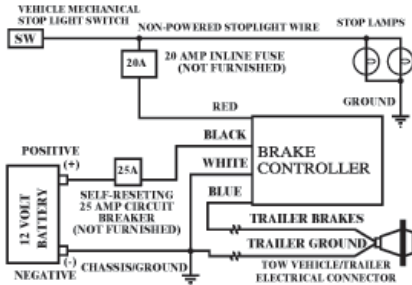 VEHICLE MECHANICAL
STOP LIGHT SWITCH
SW
NON-POWERED STOPLIGHT WIRE
STOP LAMPS
20A
20 AMP INLINE FUSE
(NOT FURNISHED)
GROUND
RED
BLACK
WHITE
BLUE
BRAKE
CONTROLLER
POSITIVE
(+)
25A
SELF-RESETING
25 AMP CIRCUIT
BREAKER
(NOT FURNISHED)
12 VOLT
BATTERY
(-)
NEGATIVE
CHASSIS/GROUND
TRAILER BRAKES
TRAILER GROUND
TOW VEHICLE/TRAILER
ELECTRICAL CONNECTOR